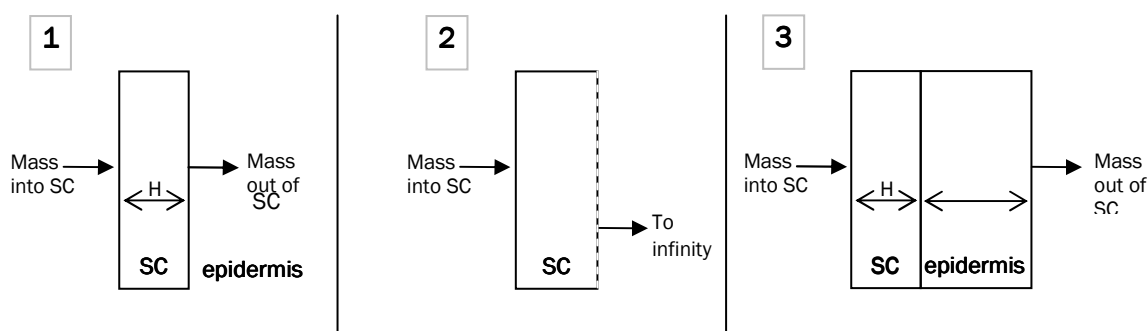 1
Mass
into SC
H
Mass
out of
SC
SC
epidermis
2
Mass
into SC
SC
To
infinity
3
Mass
into SC
H
SC
epidermis
Mass
out of
SC